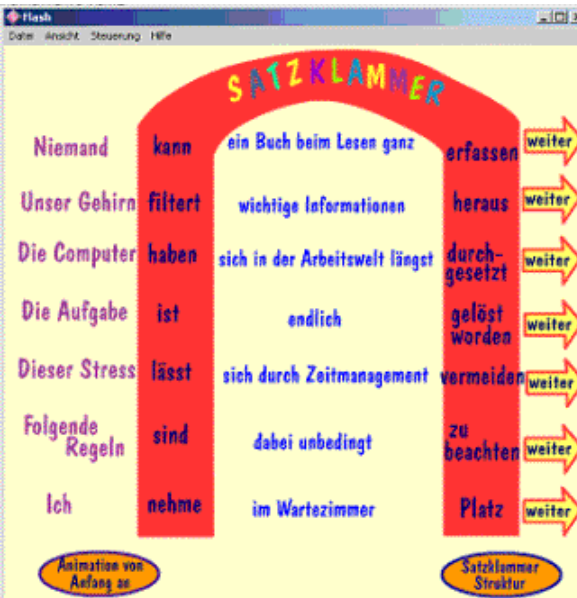 Flash
Datei Ansicht Steuerung Hilfe
SATZKLAMMER
Niemand kann ein Buch beim Lesen ganz erfassen weiter
Unser Gehirn filtert wichtige Informationen heraus weiter
Die Computer haben sich in der Arbeitswelt längst durch-
gesetzt weiter
Die Aufgabe ist endlich gelöst
worden weiter
Dieser Stress lässt sich durch Zeitmanagement vermeiden weiter
Folgende
Regeln sind dabei unbedingt zu
beachten weiter
Ich nehme im Wartezimmer Platz weiter
Animation von
Anfang an
Satzklammer
Struktur